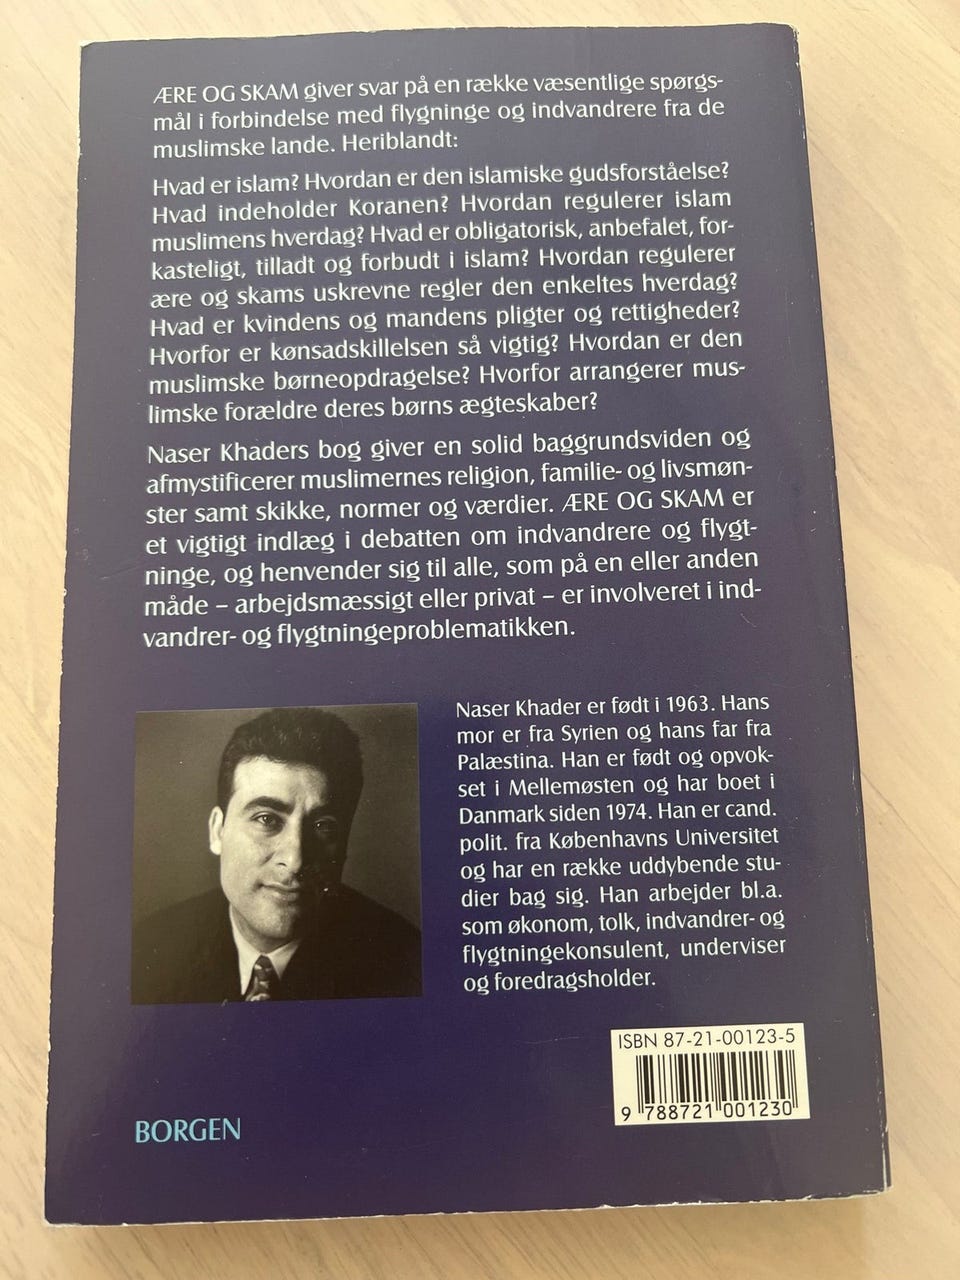 ÆRE OG SKAM giver svar på en række væsentlige spørgs-
mål i forbindelse med flygninge og indvandrere fra de
muslimske lande. Heriblandt:
Hvad er islam? Hvordan er den islamiske gudsforståelse?
Hvad indeholder Koranen? Hvordan regulerer islam
muslimens hverdag? Hvad er obligatorisk, anbefalet, for-
kasteligt, tilladt og forbudt i islam? Hvordan regulerer
ære og skams uskrevne regler den enkeltes hverdag?
Hvad er kvindens og mandens pligter og rettigheder?
Hvorfor er kønsadskillelsen så vigtig? Hvordan er den
muslimske børneopdragelse? Hvorfor arrangerer mus-
limske forældre deres børns ægteskaber?
Naser Khaders bog giver en solid baggrundsviden og
afmystificerer muslimernes religion, familie- og livsmøn-
ster samt skikke, normer og værdier. ÆRE OG SKAM er
et vigtigt indlæg i debatten om indvandrere og flygt-
ninge, og henvender sig til alle, som på en eller anden
måde – arbejdsmæssigt eller privat – er involveret i ind-
vandrer- og flygtningeproblematikken.
Naser Khader er født i 1963. Hans
mor er fra Syrien og hans far fra
Palæstina. Han er født og opvok-
set i Mellemøsten og har boet i
Danmark siden 1974. Han er cand.
polit. fra Københavns Universitet
og har en række uddybende stu-
dier bag sig. Han arbejder bl.a.
som økonom, tolk, indvandrer- og
flygtningekonsulent, underviser
og foredragsholder.
ISBN 87-21-00123-5
9 788721 001230
BORGEN